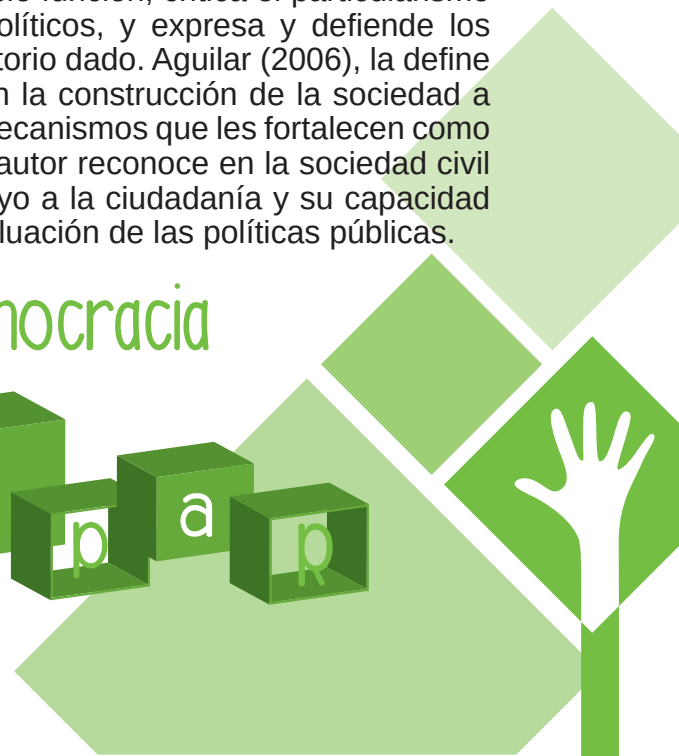 olíticos, y expresa y defiende los
torio dado. Aguilar (2006), la define
n la construcción de la sociedad a
ecanismos que les fortalecen como
autor reconoce en la sociedad civil
yo a la ciudadanía y su capacidad
luación de las políticas públicas.
nocracia
p a R